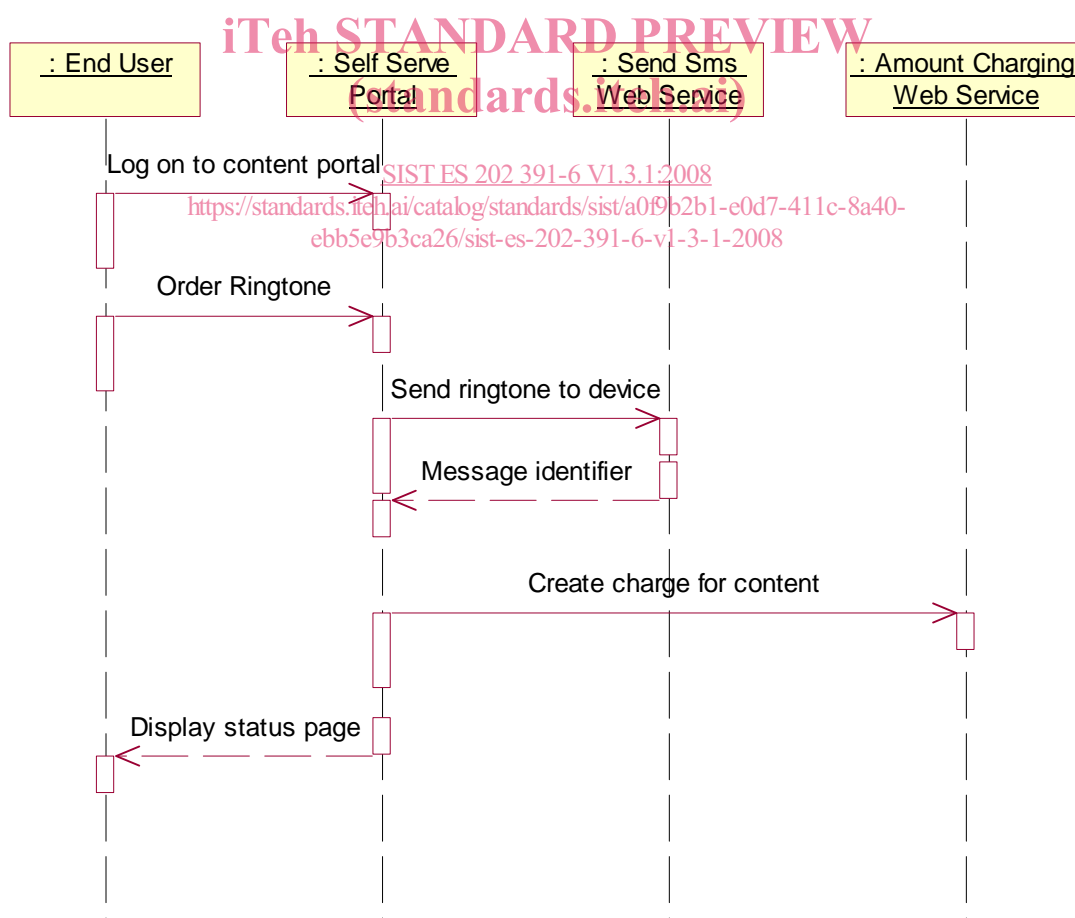 iTeh STANDARD PREVIEW
(standards.iteh.ai)
: End User
: Self Serve
Portal
: Send Sms
Web Service
: Amount Charging
Web Service
Log on to content portal
SIST ES 202 391-6 V1.3.1:2008
https://standards.iteh.ai/catalog/standards/sist/a0f9b2b1-e0d7-411c-8a40-
ebb5e9b3ca26/sist-es-202-391-6-v1-3-1-2008
Order Ringtone
Send ringtone to device
Message identifier
Create charge for content
Display status page